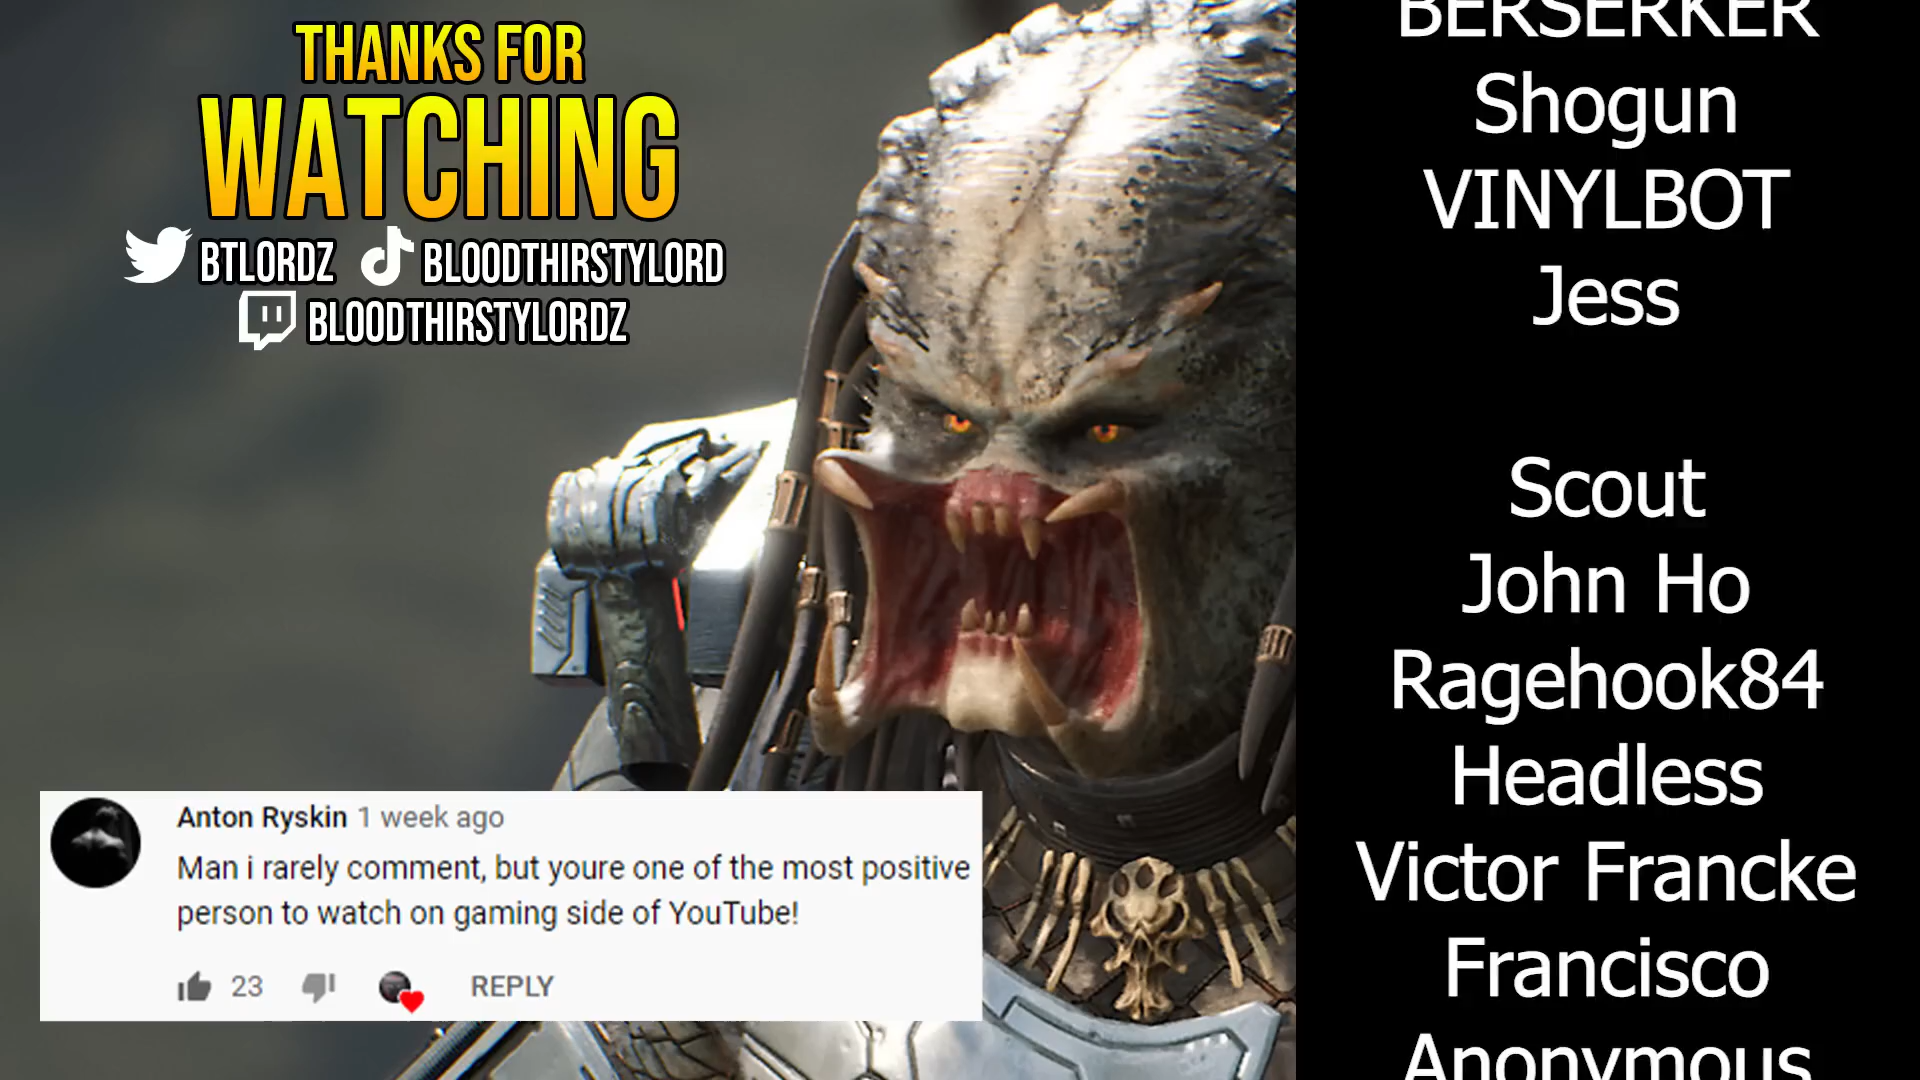 THANKS FOR
WATCHING
BTLORDZ BLOODTHIRSTYLORD
BLOODTHIRSTYLORDZ
Anton Ryskin 1 week ago
Man i rarely comment, but youre one of the most positive
person to watch on gaming side of YouTube!
23 REPLY
BERSERKER
Shogun
VINYLBOT
Jess
Scout
John Ho
Ragehook84
Headless
Victor Francke
Francisco
Anonymous